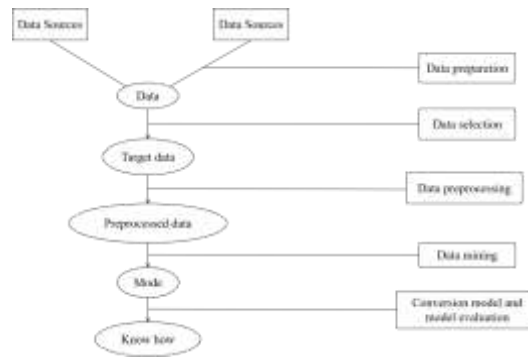 Data Sources
Data Sources
Data preparation
Data
Data selection
Target data
Data preprocessing
Preprocessed data
Data mining
Mode
Conversion model and
model evaluation
Know how